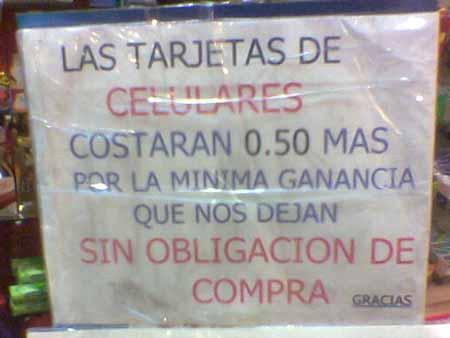 LAS TARJETAS DE
CELULARES
COSTARAN 0.50 MAS
POR LA MINIMA GANANCIA
QUE NOS DEJAN
SIN OBLIGACION DE
COMPRA GRACIAS